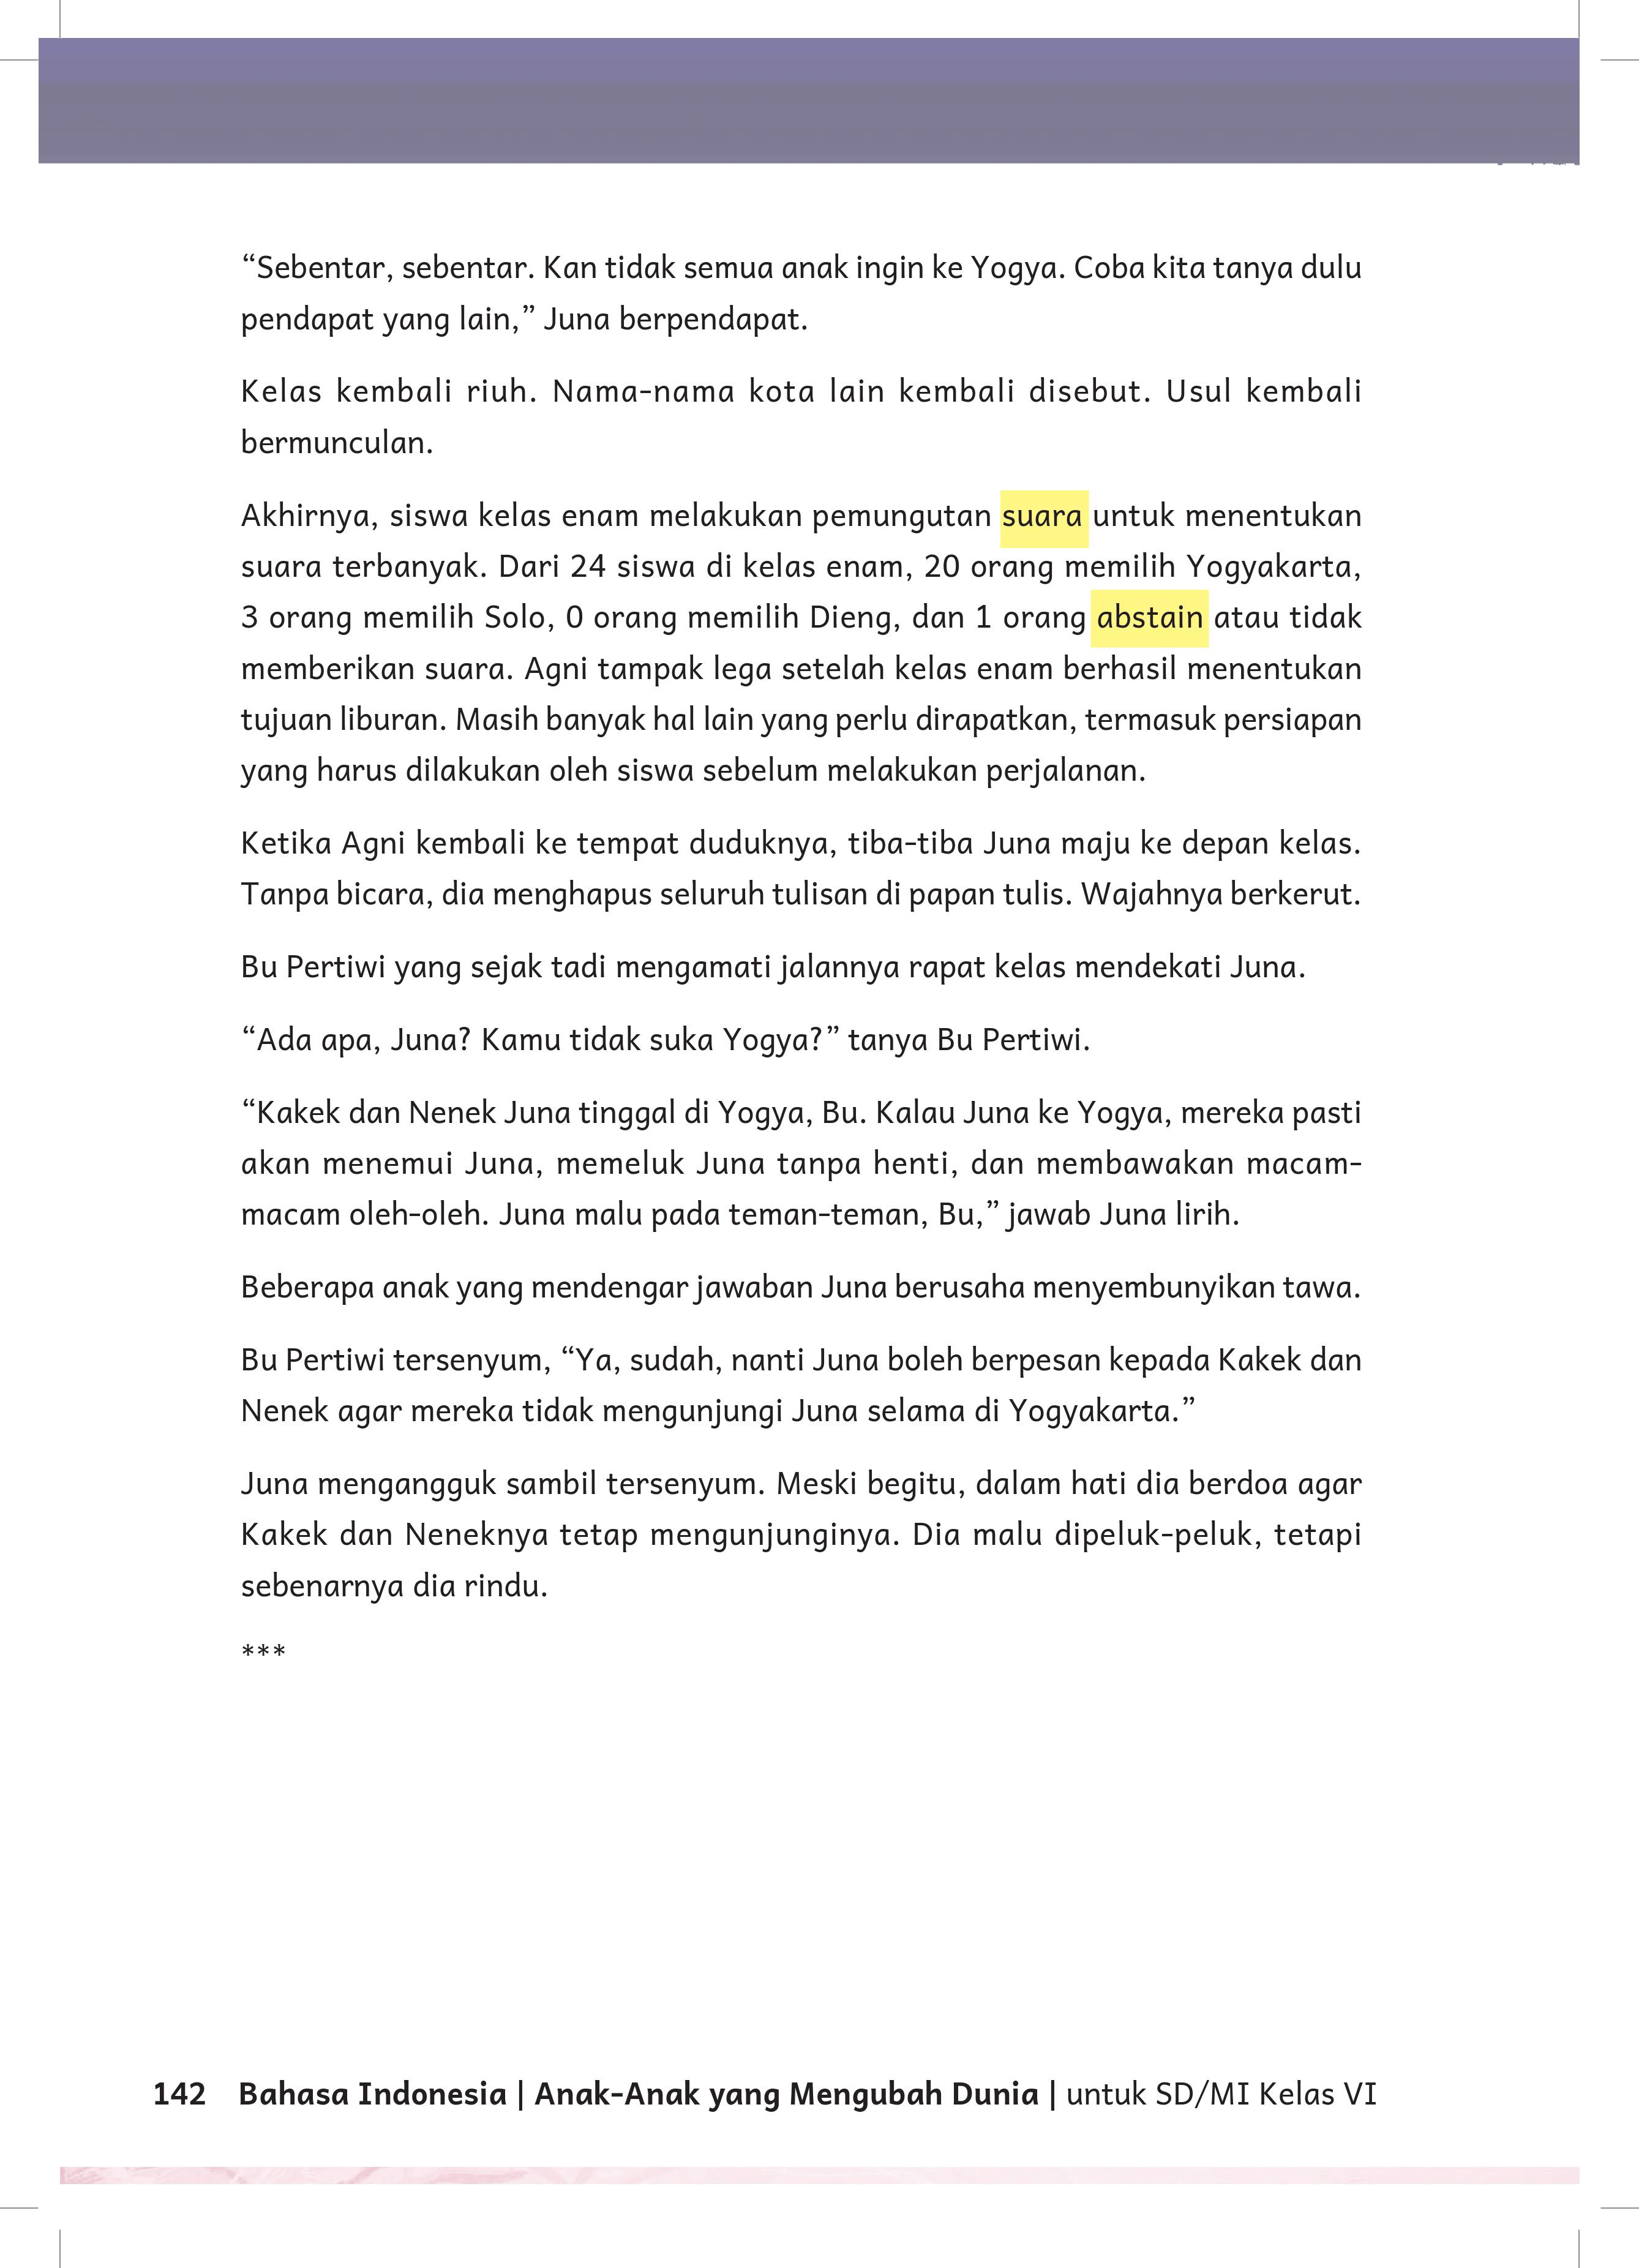 “Sebentar, sebentar. Kan tidak semua anak ingin ke Yogya. Coba kita tanya dulu
pendapat yang lain,” Juna berpendapat.
Kelas kembali riuh. Nama-nama kota lain kembali disebut. Usul kembali
bermunculan.
Akhirnya, siswa kelas enam melakukan pemungutan suara untuk menentukan
suara terbanyak. Dari 24 siswa di kelas enam, 20 orang memilih Yogyakarta,
3 orang memilih Solo, 0 orang memilih Dieng, dan 1 orang abstain atau tidak
memberikan suara. Agni tampak lega setelah kelas enam berhasil menentukan
tujuan liburan. Masih banyak hal lain yang perlu dirapatkan, termasuk persiapan
yang harus dilakukan oleh siswa sebelum melakukan perjalanan.
Ketika Agni kembali ke tempat duduknya, tiba-tiba Juna maju ke depan kelas.
Tanpa bicara, dia menghapus seluruh tulisan di papan tulis. Wajahnya berkerut.
Bu Pertiwi yang sejak tadi mengamati jalannya rapat kelas mendekati Juna.
“Ada apa, Juna? Kamu tidak suka Yogya?” tanya Bu Pertiwi.
“Kakek dan Nenek Juna tinggal di Yogya, Bu. Kalau Juna ke Yogya, mereka pasti
akan menemui Juna, memeluk Juna tanpa henti, dan membawakan macam-
macam oleh-oleh. Juna malu pada teman-teman, Bu,” jawab Juna lirih.
Beberapa anak yang mendengar jawaban Juna berusaha menyembunyikan tawa.
Bu Pertiwi tersenyum, “Ya, sudah, nanti Juna boleh berpesan kepada Kakek dan
Nenek agar mereka tidak mengunjungi Juna selama di Yogyakarta.”
Juna mengangguk sambil tersenyum. Meski begitu, dalam hati dia berdoa agar
Kakek dan Neneknya tetap mengunjunginya. Dia malu dipeluk-peluk, tetapi
sebenarnya dia rindu.
***
142 Bahasa Indonesia | Anak-Anak yang Mengubah Dunia | untuk SD/MI Kelas VI